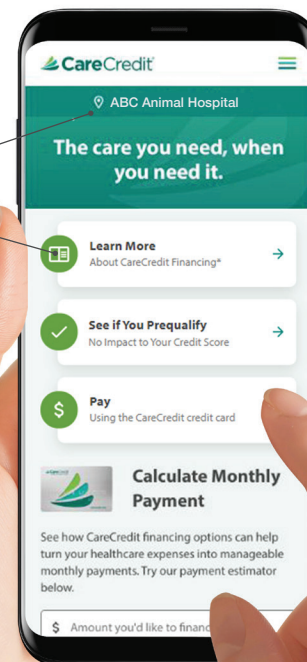 CareCredit
ABC Animal Hospital
The care you need, when
you need it.
Learn More
About CareCredit Financing*
See if You Prequalify
No Impact to Your Credit Score
Pay
Using the CareCredit credit card
Calculate Monthly
Payment
See how CareCredit financing options can help
turn your healthcare expenses into manageable
monthly payments. Try our payment estimator
below.
$ Amount you'd like to financ